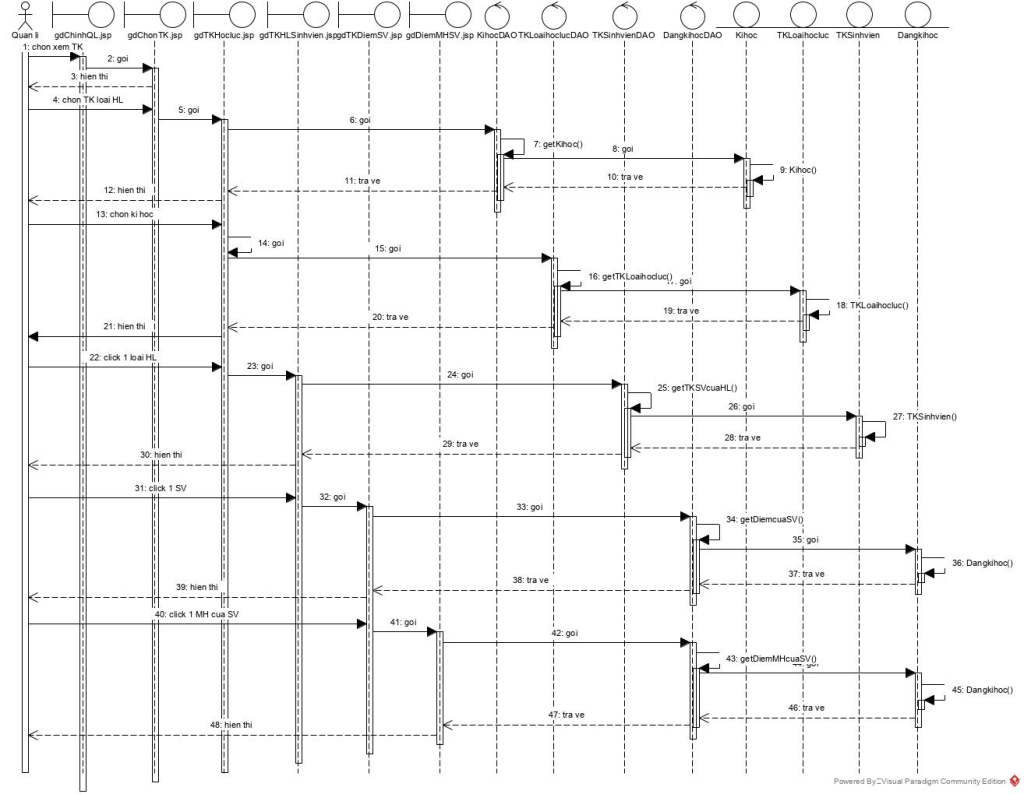 Quan li gdChinhQL.jsp gdChonTK.jsp gdTKHocluc.jsp gdTKHLSinhvien.jsp gdTKDiemSV.jsp gdDiemMHSV.jsp KihocDAO TKLoaihoclucDAO TKSinhvienDAO DangkihocDAO Kihoc TKLoaihocluc TKSinhvien Dangkihoc
1: chon xem TK
2: goi
3: hien thi
4: chon TK loai HL
5: goi
6: goi
7: getKihoc()
8: goi
9: Kihoc()
10: tra ve
11: tra ve
12: hien thi
13: chon ki hoc
14: goi
15: goi
16: getTKLoaihocluc()
goi
18: TKLoaihocluc()
19: tra ve
20: tra ve
21: hien thi
22: click 1 loai HL
23: goi
24: goi
25: getTKSVcuaHL()
26: goi
27: TKSinhvien()
28: tra ve
29: tra ve
30: hien thi
31: click 1 SV
32: goi
33: goi
34: getDiemcuaSV()
35: goi
36: Dangkihoc()
37: tra ve
38: tra ve
39: hien thi
40: click 1 MH cua SV
41: goi
42: goi
43: getDiemMHcuaSV()
45: Dangkihoc()
46: tra ve
47: tra ve
48: hien thi
Powered By Visual Paradigm Community Edition